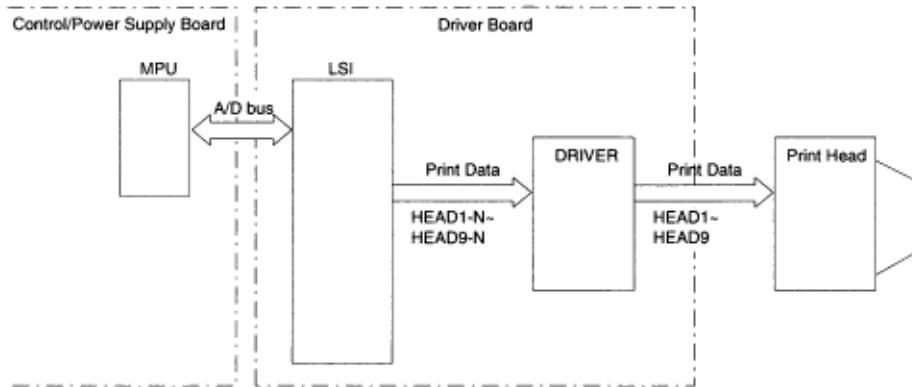 Control/Power Supply Board
Driver Board
MPU
LSI
A/D bus
DRIVER
Print Head
Print Data
Print Data
HEAD1-N~
HEAD9-N
HEAD1~
HEAD9